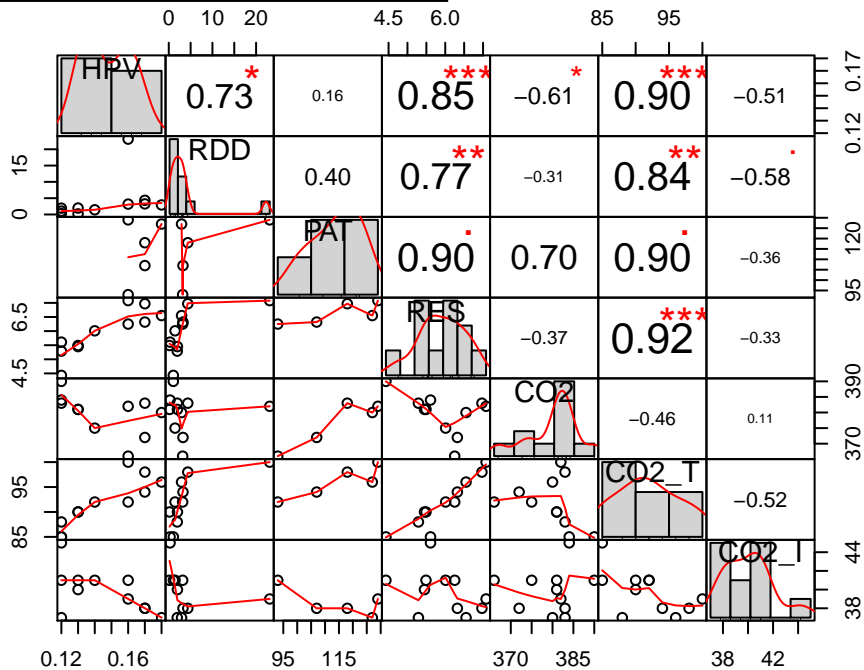 0 10 20 4.5 6.0 85 95
HPV 0.73 * 0.16 0.85 *** −0.61 * 0.90 *** −0.51 0.12 0.17
0 15 RDD 0.40 0.77 ** −0.31 0.84 ** −0.58 .
PAT 0.90 . 0.70 0.90 . −0.36 95 120
4.5 6.5 RES −0.37 0.92 *** −0.33
CO2 −0.46 0.11 370 390
85 95 CO2_T −0.52
CO2_I 38 44
0.12 0.16 95 115 370 385 38 42